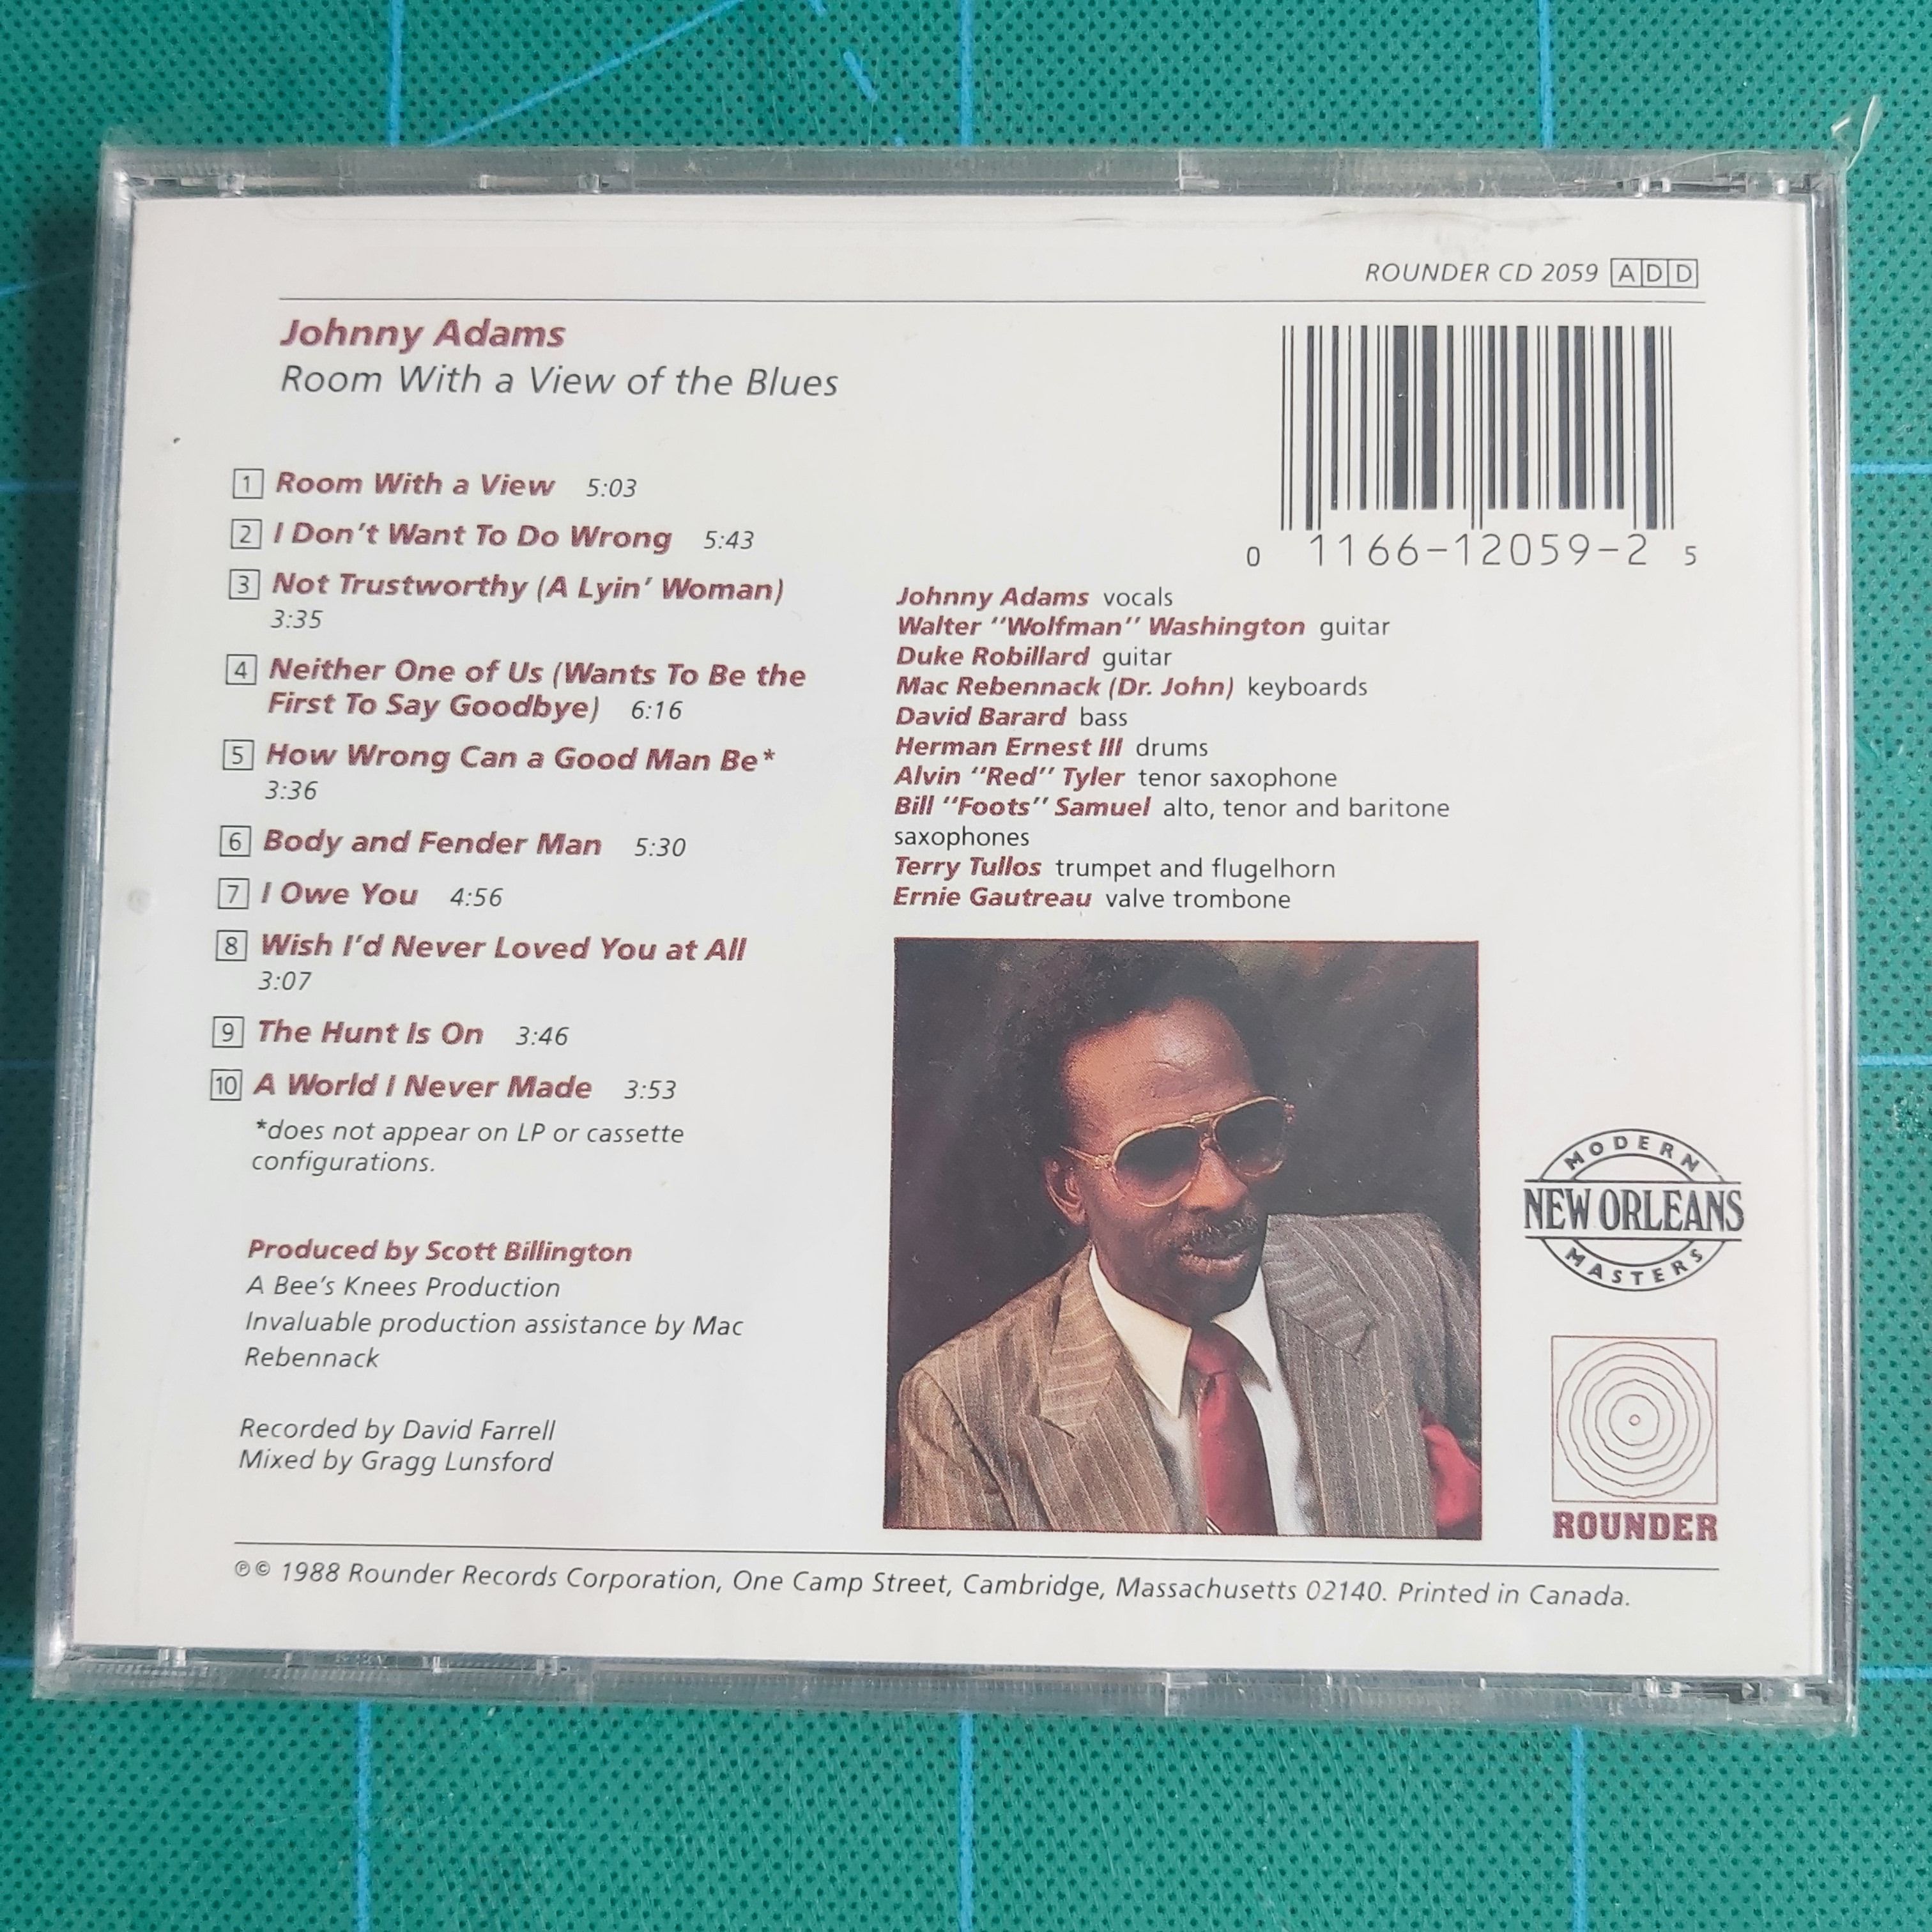 ROUNDER CD 2059 ADD
Johnny Adams
Room With a View of the Blues
1 Room With a View 5:03
2 I Don't Want To Do Wrong 5:43
3 Not Trustworthy (A Lyin' Woman)
3:35
4 Neither One of Us (Wants To Be the
First To Say Goodbye) 6:16
5 How Wrong Can a Good Man Be*
3:36
6 Body and Fender Man 5:30
7 I Owe You 4:56
8 Wish I'd Never Loved You at All
3:07
9 The Hunt Is On 3:46
10 A World I Never Made 3:53
*does not appear on LP or cassette
configurations.
Produced by Scott Billington
A Bee's Knees Production
Invaluable production assistance by Mac
Rebennack
Recorded by David Farrell
Mixed by Gragg Lunsford
0 1166-12059-2 5
Johnny Adams vocals
Walter "Wolfman" Washington guitar
Duke Robillard guitar
Mac Rebennack (Dr. John) keyboards
David Barard bass
Herman Ernest III drums
Alvin "Red" Tyler tenor saxophone
Bill "Foots" Samuel alto, tenor and baritone
saxophones
Terry Tullos trumpet and flugelhorn
Ernie Gautreau valve trombone
MODERN
NEW ORLEANS
MASTERS
ROUNDER
℗© 1988 Rounder Records Corporation, One Camp Street, Cambridge, Massachusetts 02140. Printed in Canada.